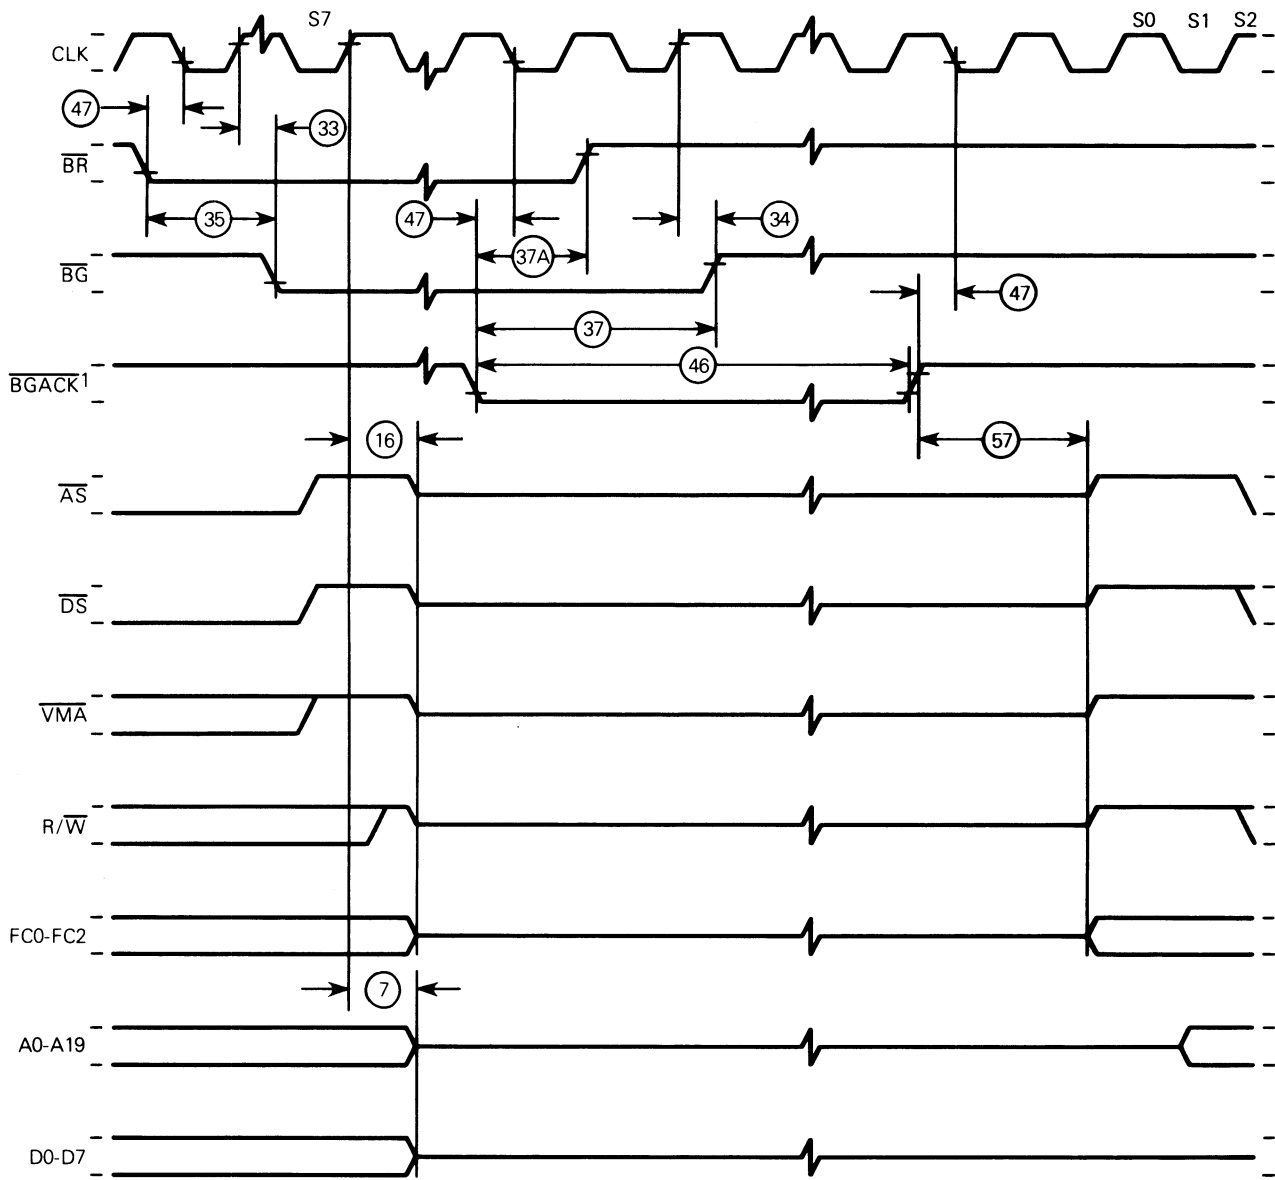 S7 S0 S1 S2
CLK
47
33
BR
35 47 34
37A
BG
47
37
46
BGACK1
16 57
AS
DS
VMA
R/W
FC0-FC2
7
A0-A19
D0-D7